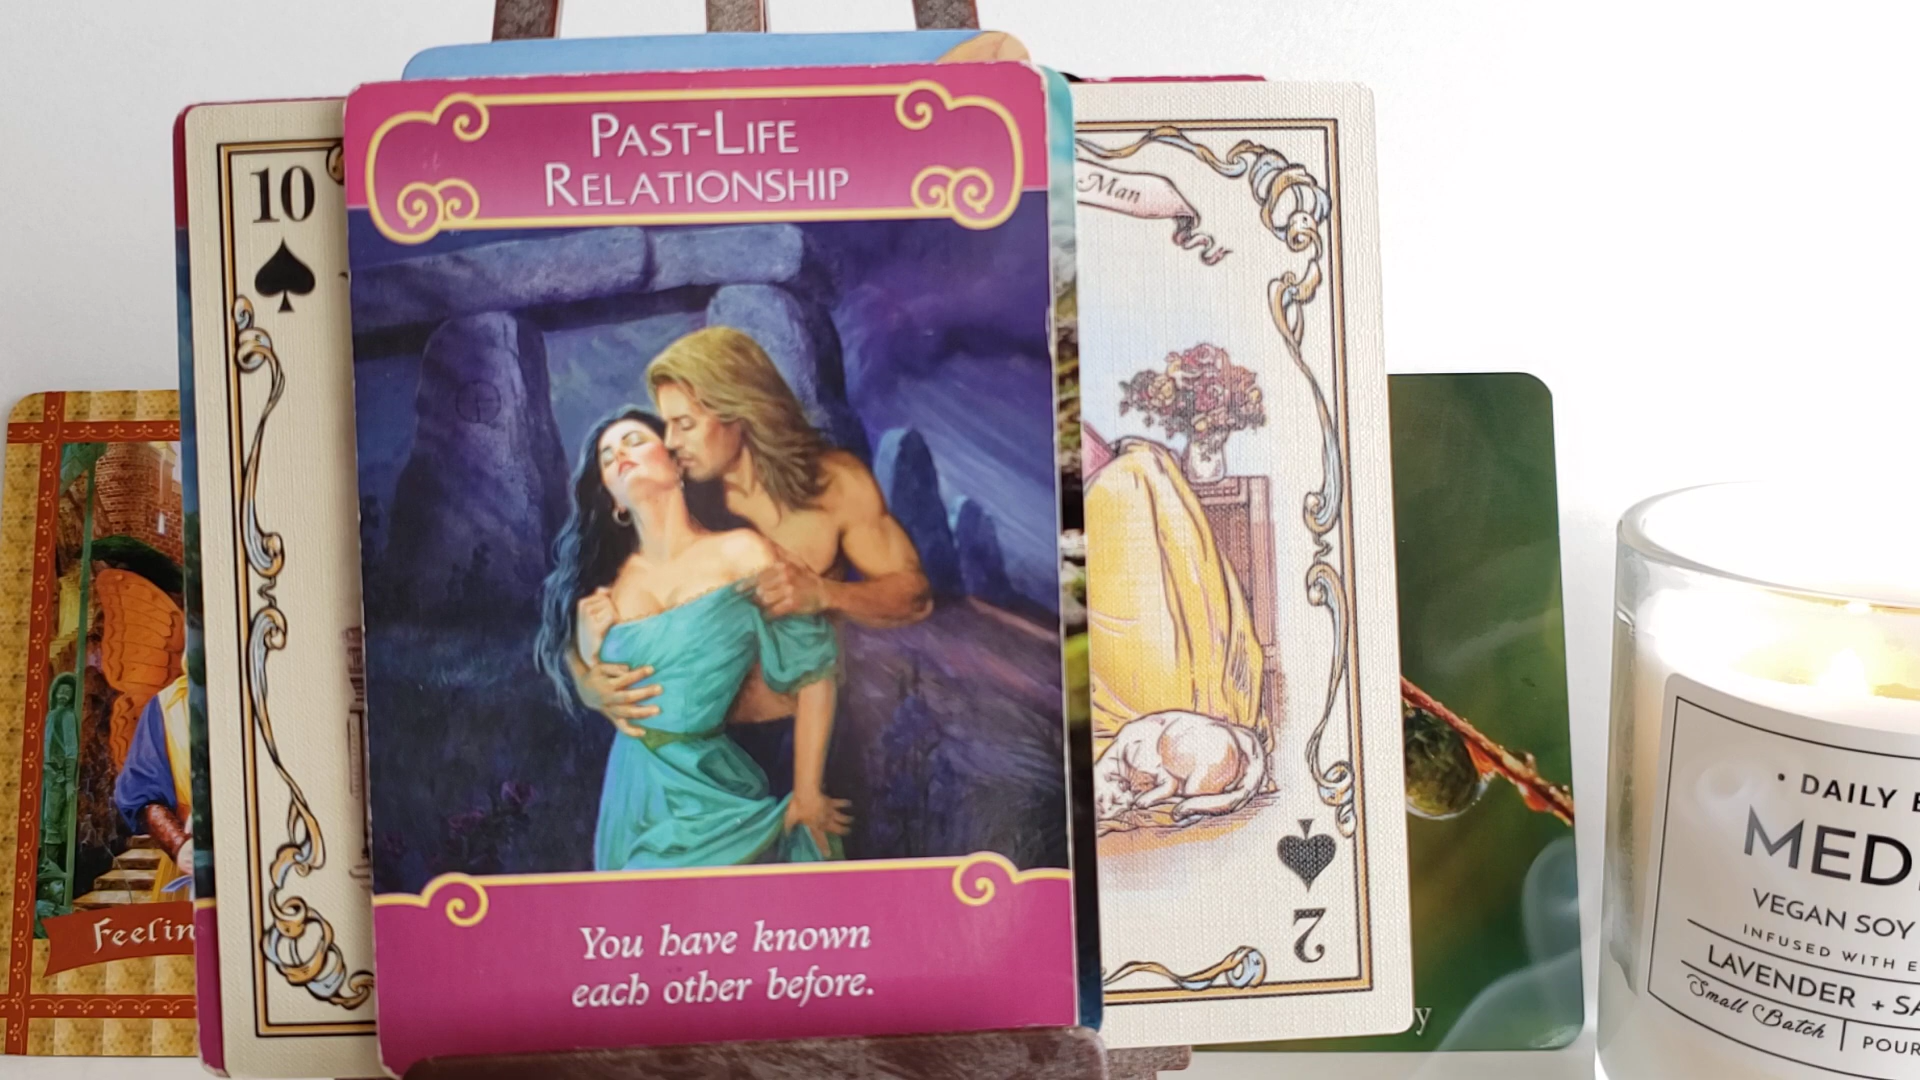 PAST-LIFE
RELATIONSHIP
You have known
each other before.
10
Man
2
Feelin
y
• DAILY
MED
VEGAN SOY
INFUSED WITH E
LAVENDER + SA
Small Batch | POUR